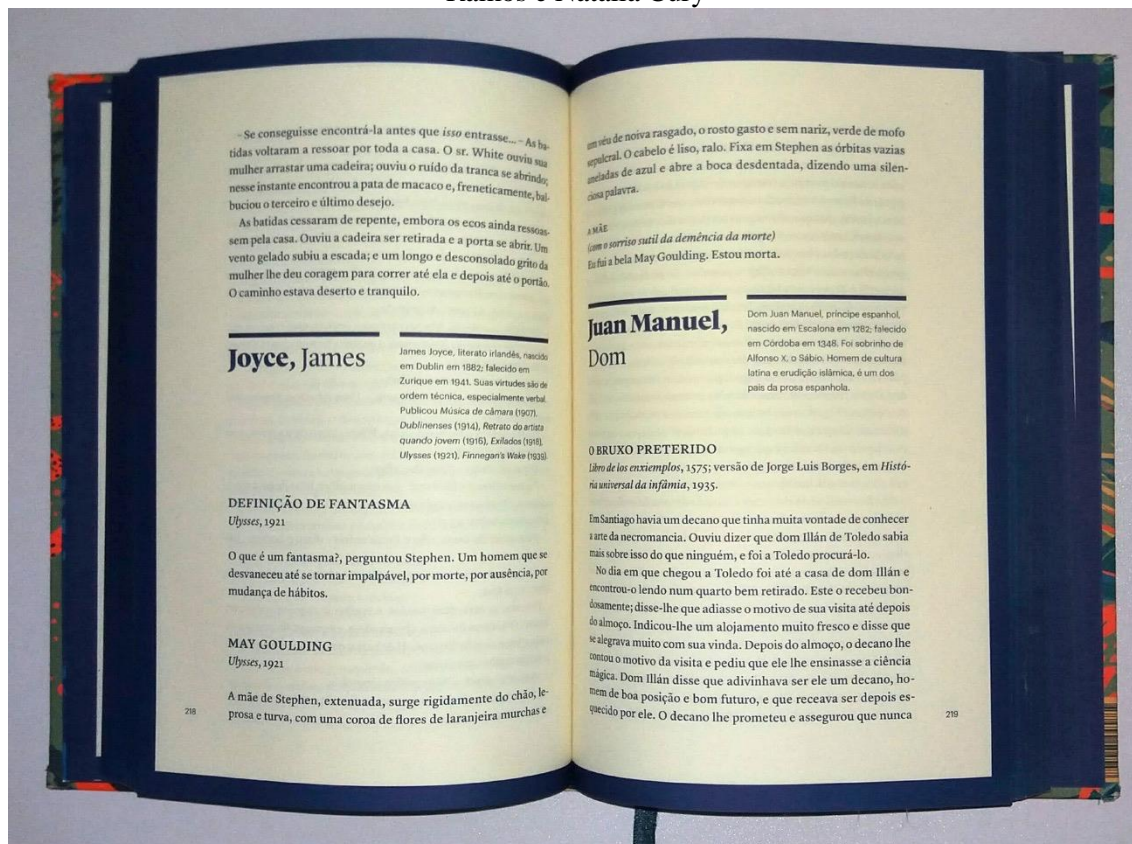 Ramos e Natalia Cury
– Se conseguisse encontrá-la antes que isso entrasse... – As ba-
tidas voltaram a ressoar por toda a casa. O sr. White ouviu sua
mulher arrastar uma cadeira; ouviu o ruído da tranca se abrindo;
nesse instante encontrou a pata de macaco e, freneticamente, bal-
buciou o terceiro e último desejo.
As batidas cessaram de repente, embora os ecos ainda ressoas-
sem pela casa. Ouviu a cadeira ser retirada e a porta se abrir. Um
vento gelado subiu a escada; e um longo e desconsolado grito da
mulher lhe deu coragem para correr até ela e depois até o portão.
O caminho estava deserto e tranquilo.
Joyce, James
James Joyce, literato irlandês, nascido
em Dublin em 1882; falecido em
Zurique em 1941. Suas virtudes são de
ordem técnica, especialmente verbal.
Publicou Música de câmara (1907),
Dublinenses (1914), Retrato do artista
quando jovem (1916), Exilados (1918),
Ulysses (1921), Finnegan's Wake (1939).
DEFINIÇÃO DE FANTASMA
Ulysses, 1921
O que é um fantasma?, perguntou Stephen. Um homem que se
desvaneceu até se tornar impalpável, por morte, por ausência, por
mudança de hábitos.
MAY GOULDING
Ulysses, 1921
A mãe de Stephen, extenuada, surge rigidamente do chão, le-
prosa e turva, com uma coroa de flores de laranjeira murchas e
218
um véu de noiva rasgado, o rosto gasto e sem nariz, verde de mofo
sepulcral. O cabelo é liso, ralo. Fixa em Stephen as órbitas vazias
aneladas de azul e abre a boca desdentada, dizendo uma silen-
ciosa palavra.
A MÃE
(com o sorriso sutil da demência da morte)
Eu fui a bela May Goulding. Estou morta.
Juan Manuel,
Dom
Dom Juan Manuel, príncipe espanhol,
nascido em Escalona em 1282; falecido
em Córdoba em 1348. Foi sobrinho de
Alfonso X, o Sábio. Homem de cultura
latina e erudição islâmica, é um dos
pais da prosa espanhola.
O BRUXO PRETERIDO
Libro de los enxiemplos, 1575; versão de Jorge Luis Borges, em Histó-
ria universal da infâmia, 1935.
Em Santiago havia um decano que tinha muita vontade de conhecer
a arte da necromancia. Ouviu dizer que dom Illán de Toledo sabia
mais sobre isso do que ninguém, e foi a Toledo procurá-lo.
No dia em que chegou a Toledo foi até a casa de dom Illán e
encontrou-o lendo num quarto bem retirado. Este o recebeu bon-
dosamente; disse-lhe que adiasse o motivo de sua visita até depois
do almoço. Indicou-lhe um alojamento muito fresco e disse que
se alegrava muito com sua vinda. Depois do almoço, o decano lhe
contou o motivo da visita e pediu que ele lhe ensinasse a ciência
mágica. Dom Illán disse que adivinhava ser ele um decano, ho-
mem de boa posição e bom futuro, e que receava ser depois es-
quecido por ele. O decano lhe prometeu e assegurou que nunca
219